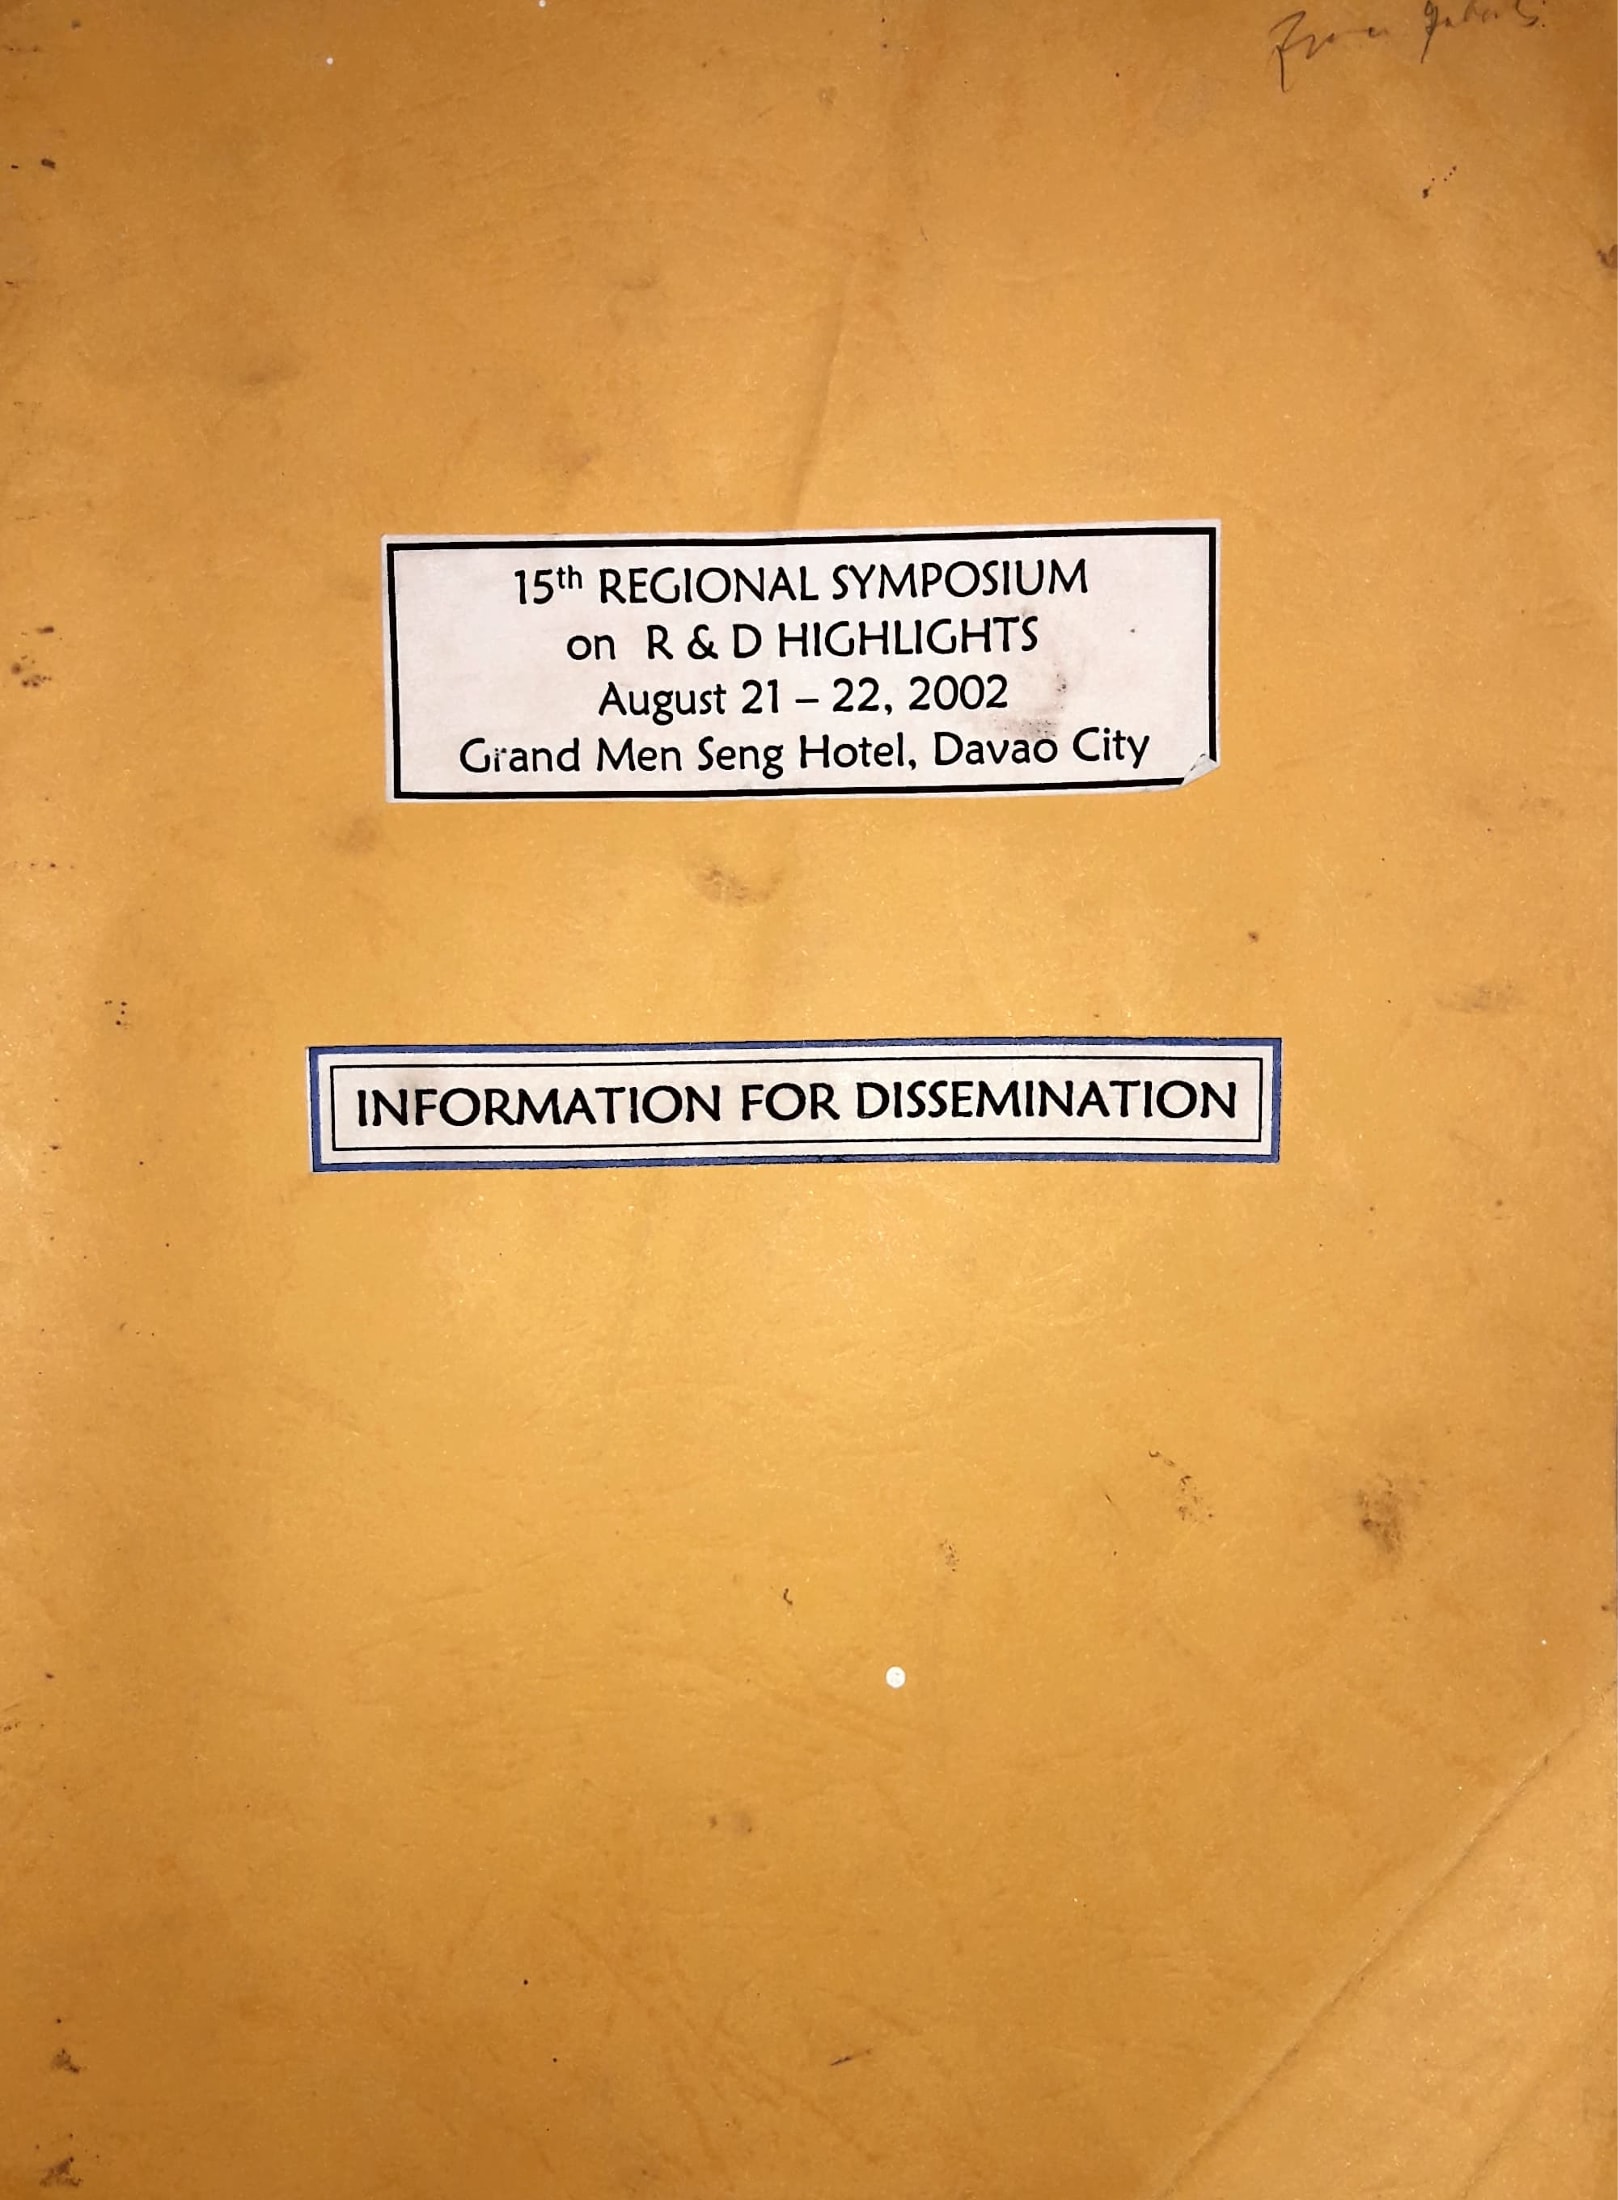 15th REGIONAL SYMPOSIUM
on R & D HIGHLIGHTS
August 21 – 22, 2002
Grand Men Seng Hotel, Davao City
INFORMATION FOR DISSEMINATION